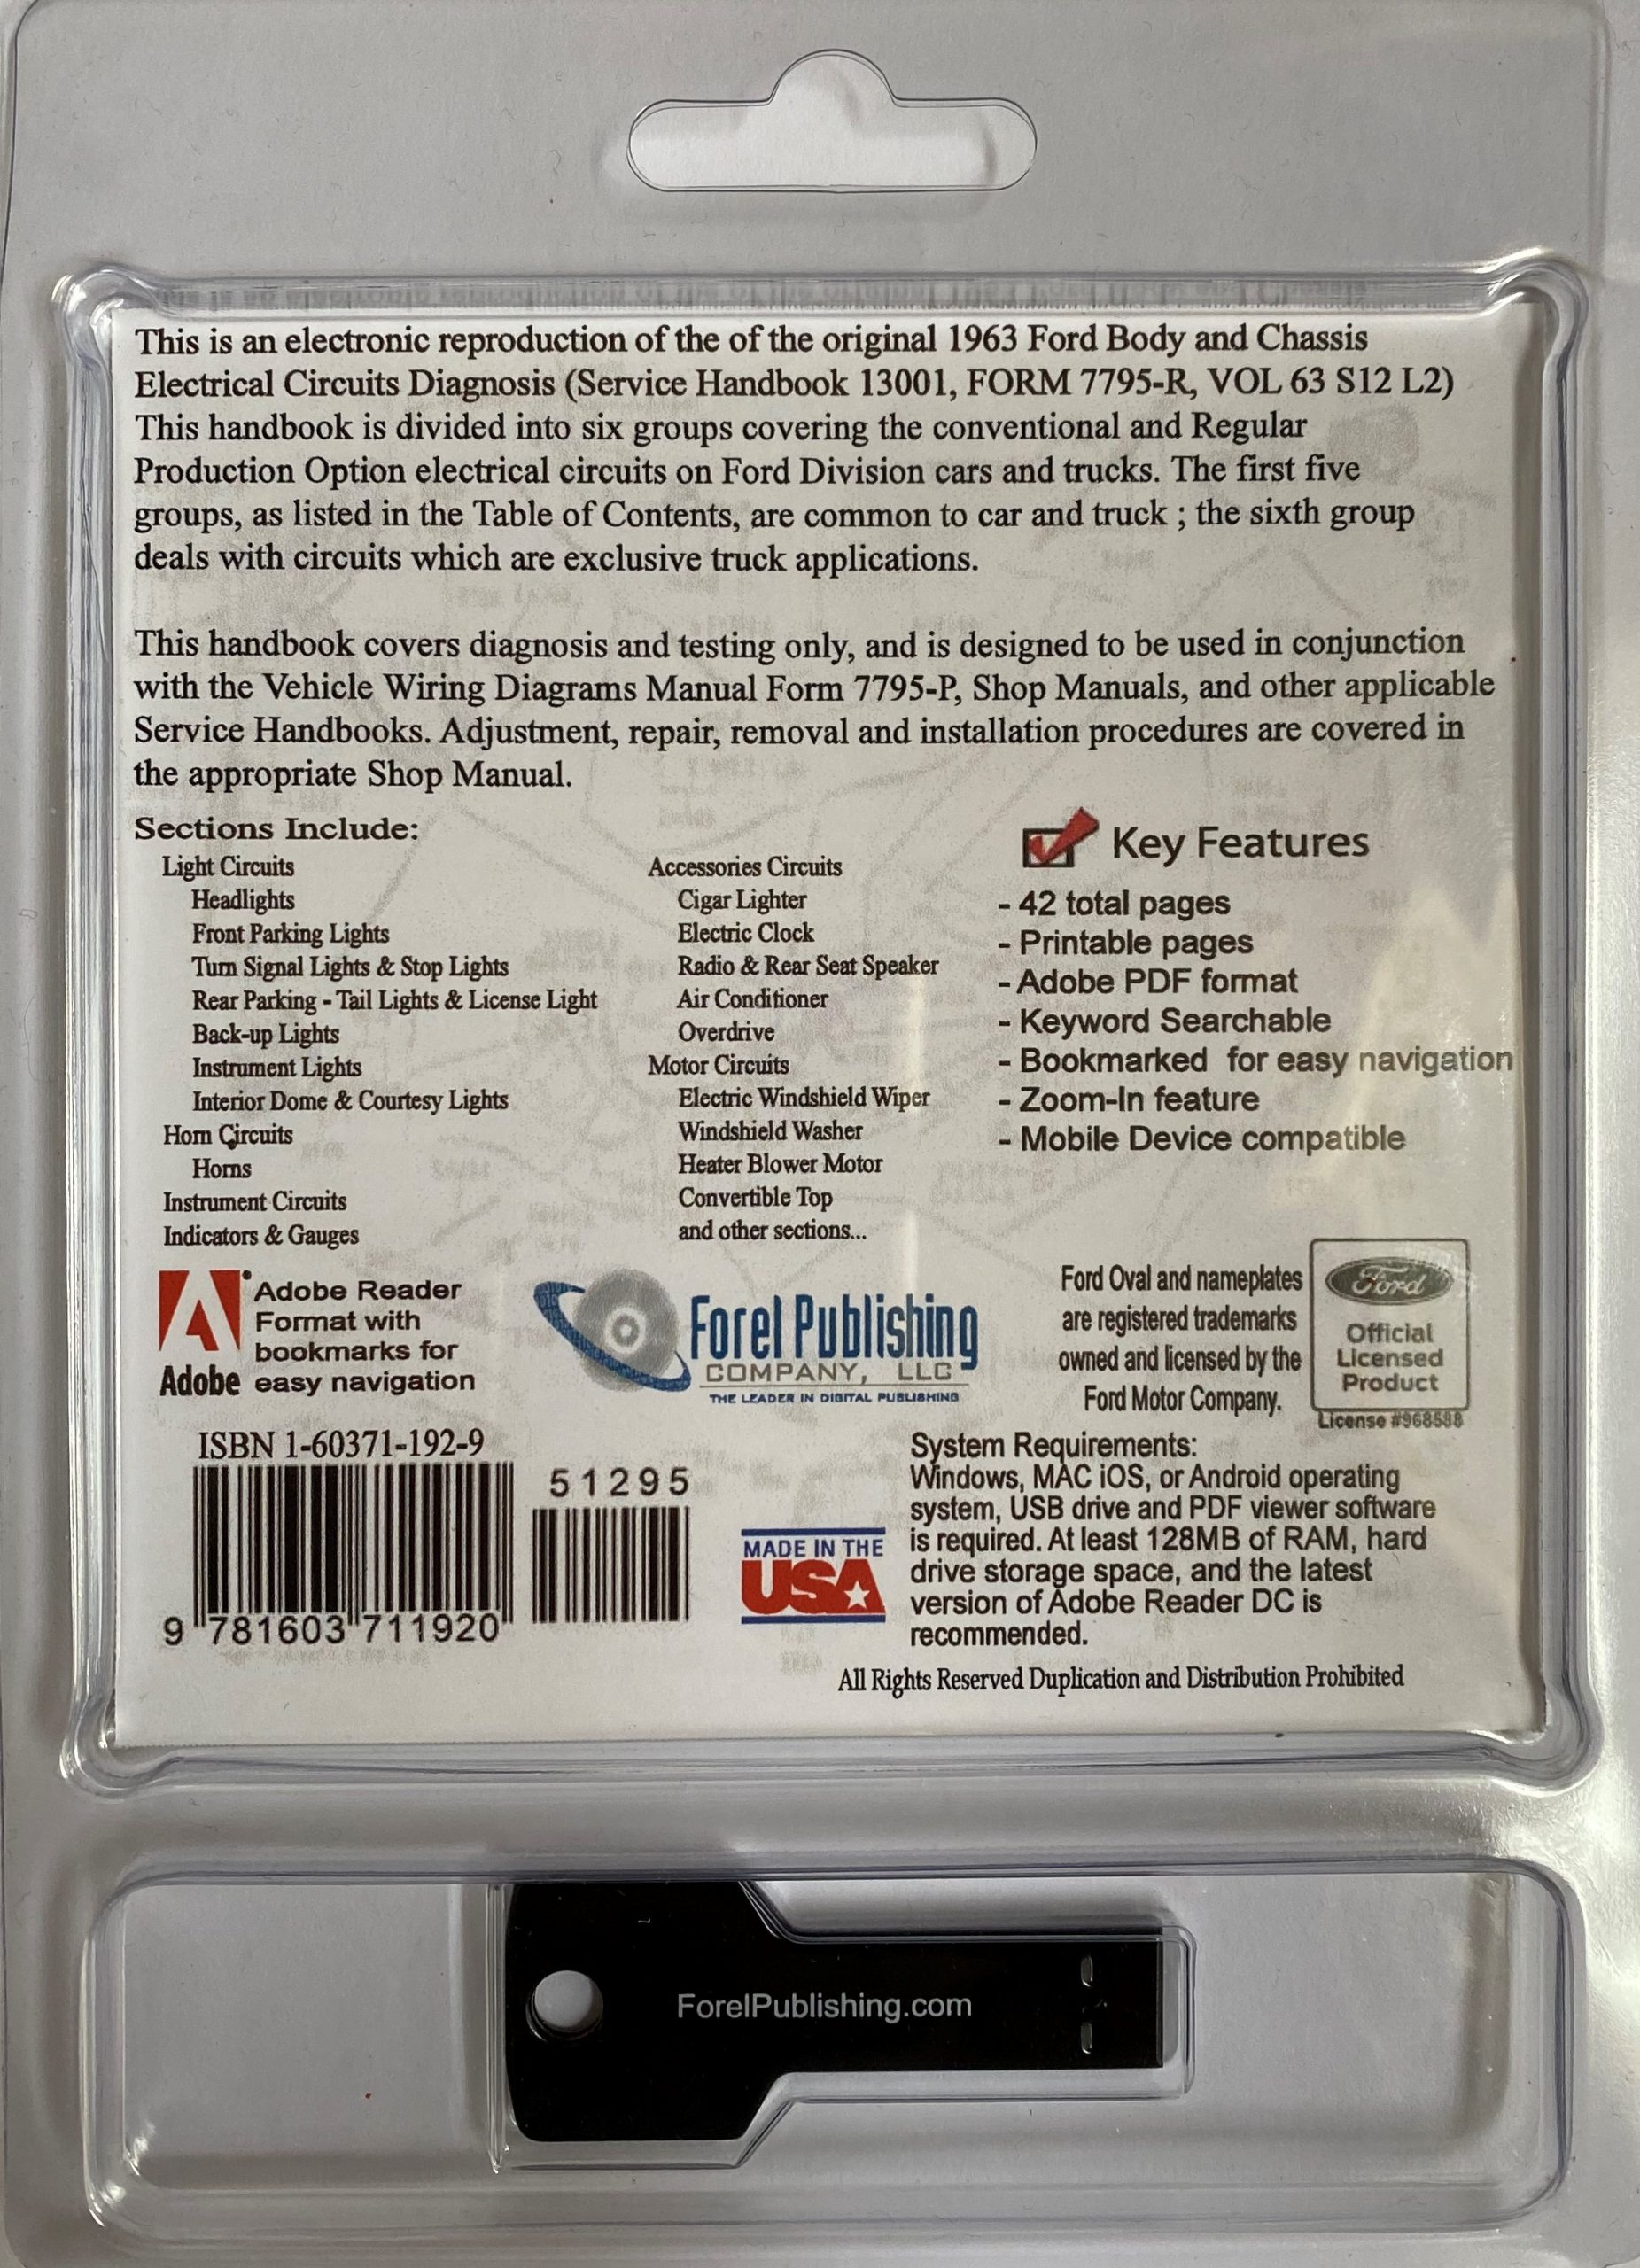 This is an electronic reproduction of the of the original 1963 Ford Body and Chassis
Electrical Circuits Diagnosis (Service Handbook 13001, FORM 7795-R, VOL 63 S12 L2)
This handbook is divided into six groups covering the conventional and Regular
Production Option electrical circuits on Ford Division cars and trucks. The first five
groups, as listed in the Table of Contents, are common to car and truck ; the sixth group
deals with circuits which are exclusive truck applications.
This handbook covers diagnosis and testing only, and is designed to be used in conjunction
with the Vehicle Wiring Diagrams Manual Form 7795-P, Shop Manuals, and other applicable
Service Handbooks. Adjustment, repair, removal and installation procedures are covered in
the appropriate Shop Manual.
Sections Include:
Light Circuits
Headlights
Front Parking Lights
Turn Signal Lights & Stop Lights
Rear Parking - Tail Lights & License Light
Back-up Lights
Instrument Lights
Interior Dome & Courtesy Lights
Horn Circuits
Horns
Instrument Circuits
Indicators & Gauges
Accessories Circuits
Cigar Lighter
Electric Clock
Radio & Rear Seat Speaker
Air Conditioner
Overdrive
Motor Circuits
Electric Windshield Wiper
Windshield Washer
Heater Blower Motor
Convertible Top
and other sections...
Key Features
- 42 total pages
- Printable pages
- Adobe PDF format
- Keyword Searchable
- Bookmarked for easy navigation
- Zoom-In feature
- Mobile Device compatible
Adobe
Adobe Reader
Format with
bookmarks for
easy navigation
Forel Publishing
COMPANY, LLC
THE LEADER IN DIGITAL PUBLISHING
Ford Oval and nameplates
are registered trademarks
owned and licensed by the
Ford Motor Company.
Ford
Official
Licensed
Product
License #968588
ISBN 1-60371-192-9
51295
9 781603 711920
MADE IN THE
USA
System Requirements:
Windows, MAC iOS, or Android operating
system, USB drive and PDF viewer software
is required. At least 128MB of RAM, hard
drive storage space, and the latest
version of Adobe Reader DC is
recommended.
All Rights Reserved Duplication and Distribution Prohibited
ForelPublishing.com